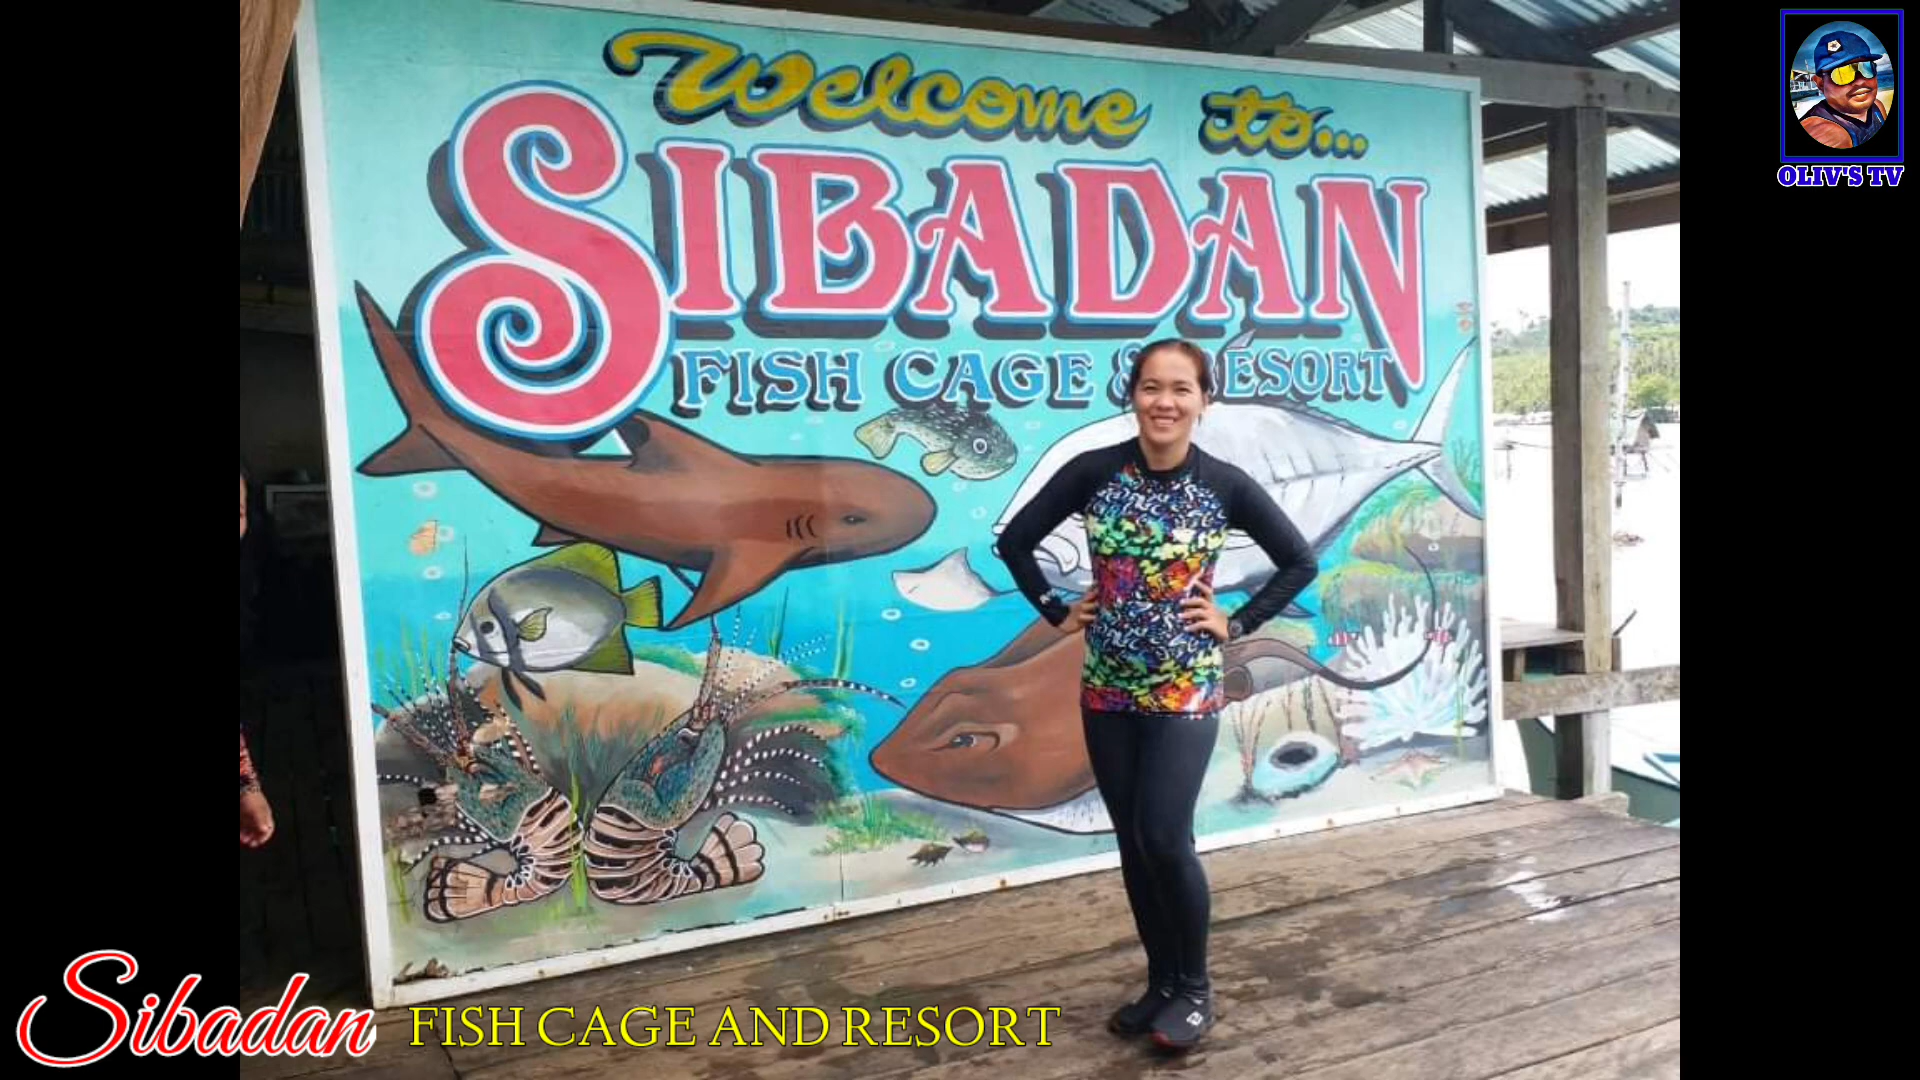 Welcome to...
SIBADAN
FISH CAGE & RESORT
OLIV'S TV
Sibadan FISH CAGE AND RESORT